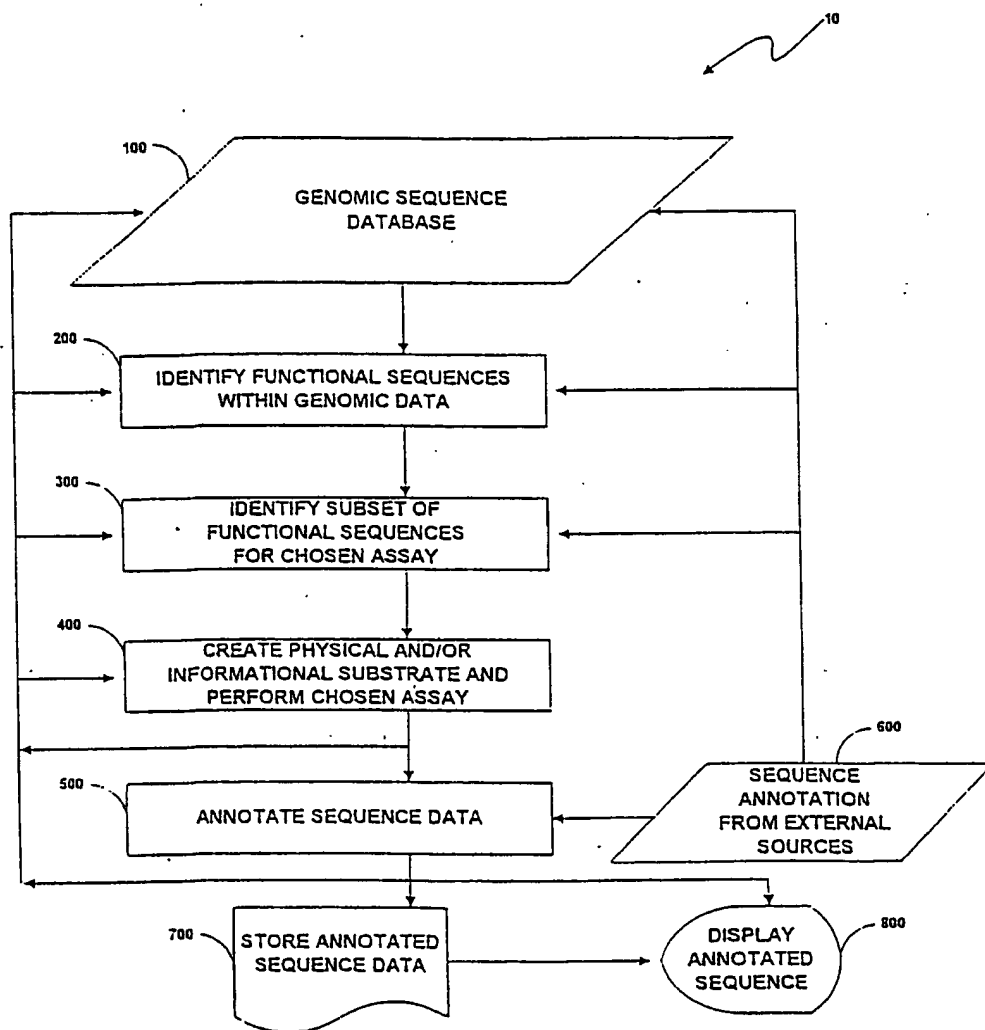 10
100
GENOMIC SEQUENCE
DATABASE
200
IDENTIFY FUNCTIONAL SEQUENCES
WITHIN GENOMIC DATA
300
IDENTIFY SUBSET OF
FUNCTIONAL SEQUENCES
FOR CHOSEN ASSAY
400
CREATE PHYSICAL AND/OR
INFORMATIONAL SUBSTRATE AND
PERFORM CHOSEN ASSAY
500
ANNOTATE SEQUENCE DATA
600
SEQUENCE
ANNOTATION
FROM EXTERNAL
SOURCES
700
STORE ANNOTATED
SEQUENCE DATA
800
DISPLAY
ANNOTATED
SEQUENCE